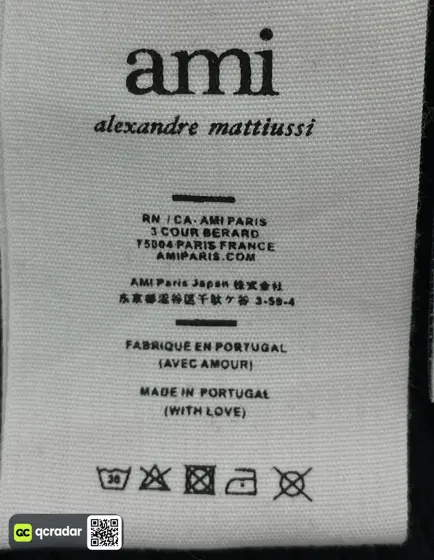 ami
alexandre mattiussi
RN / CA- AMI PARIS
3 COUR BERARD
75004 PARIS FRANCE
AMIPARIS.COM
AMI Paris Japan 株式会社
東京都渋谷区千駄ケ谷 3-59-4
FABRIQUE EN PORTUGAL
(AVEC AMOUR)
MADE IN PORTUGAL
(WITH LOVE)
30
QC qcradar